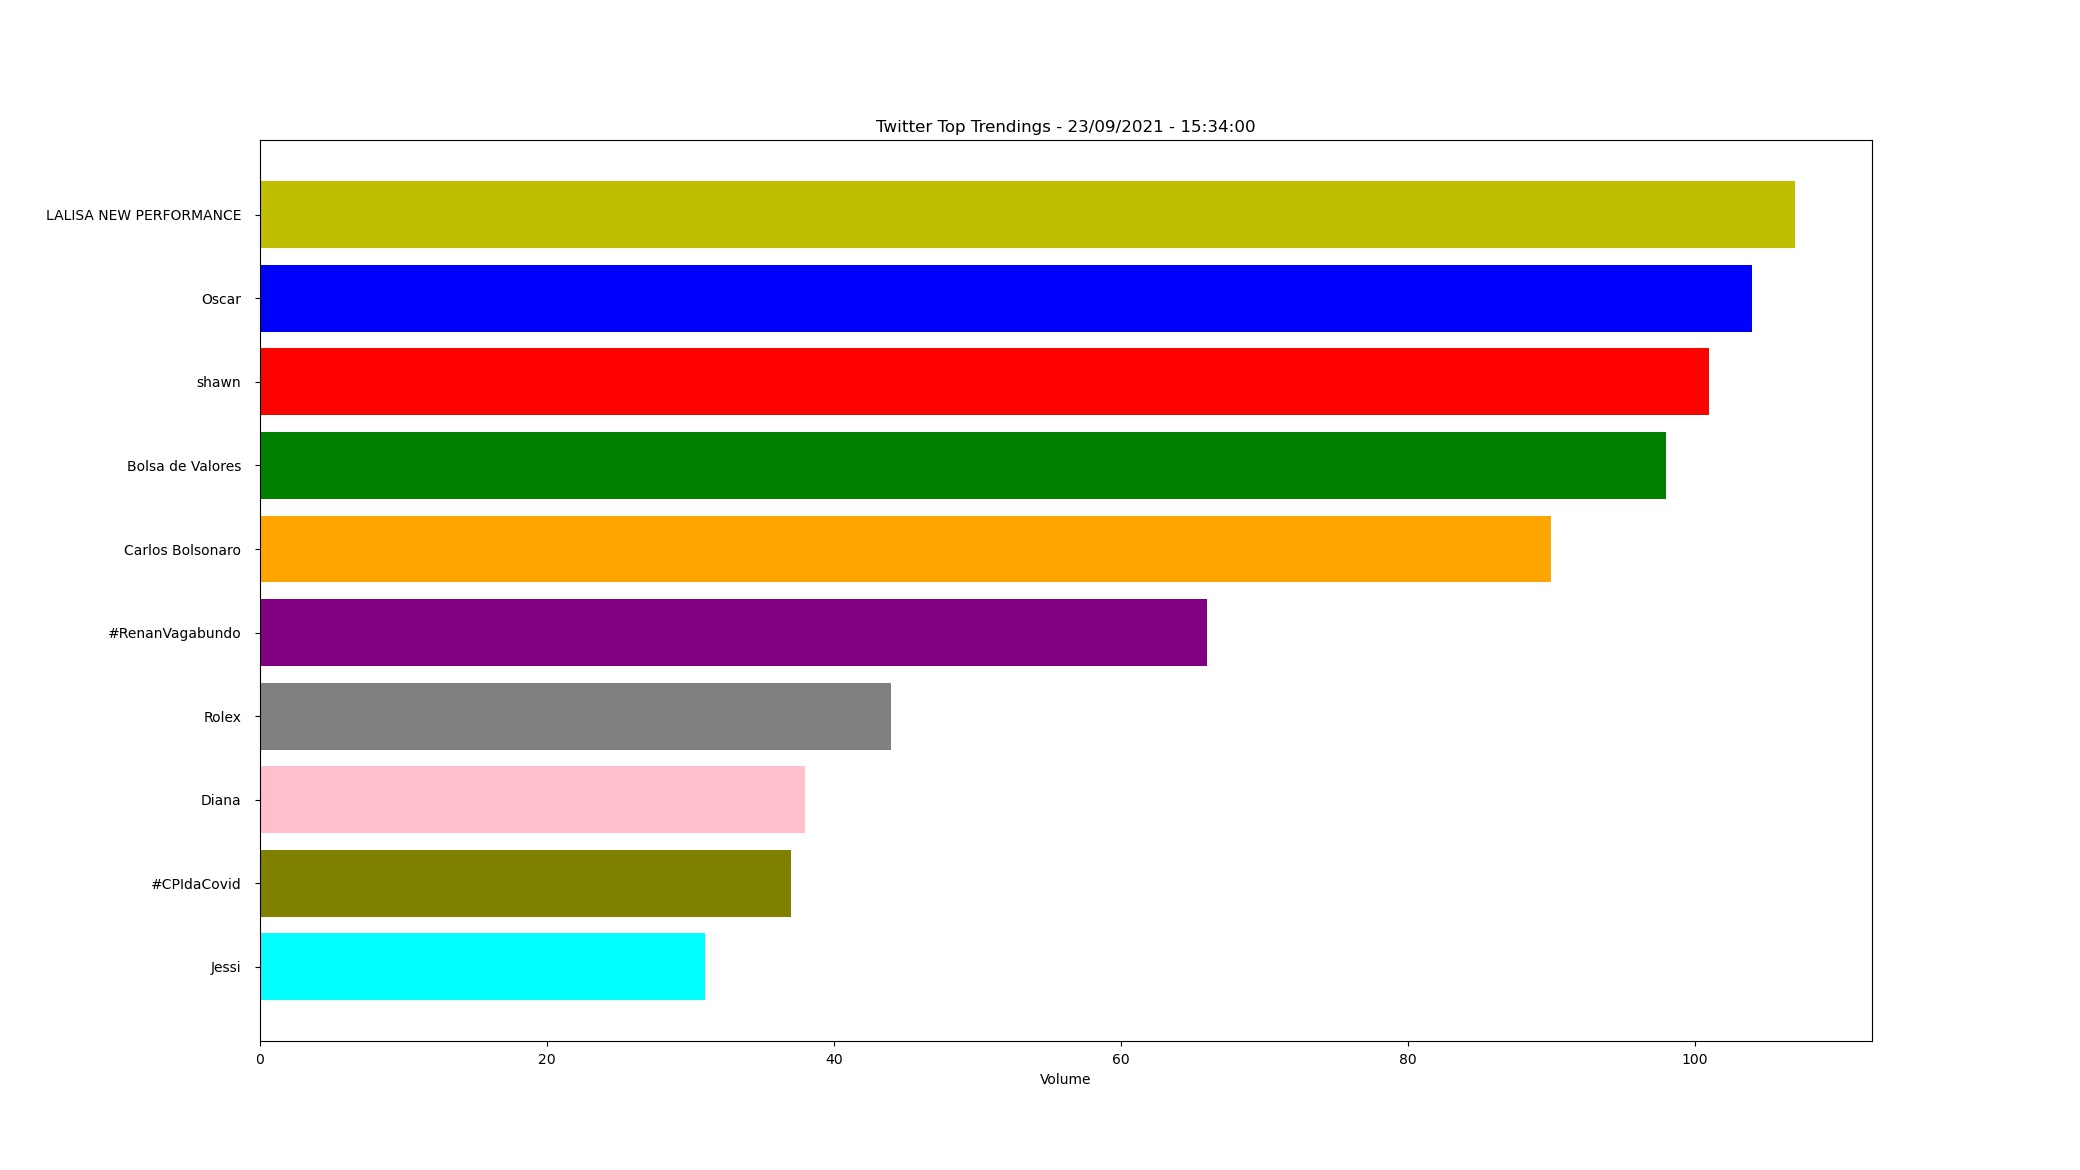 Twitter Top Trendings - 23/09/2021 - 15:34:00
LALISA NEW PERFORMANCE
Oscar
shawn
Bolsa de Valores
Carlos Bolsonaro
#RenanVagabundo
Rolex
Diana
#CPIdaCovid
Jessi
0 20 40 60 80 100
Volume